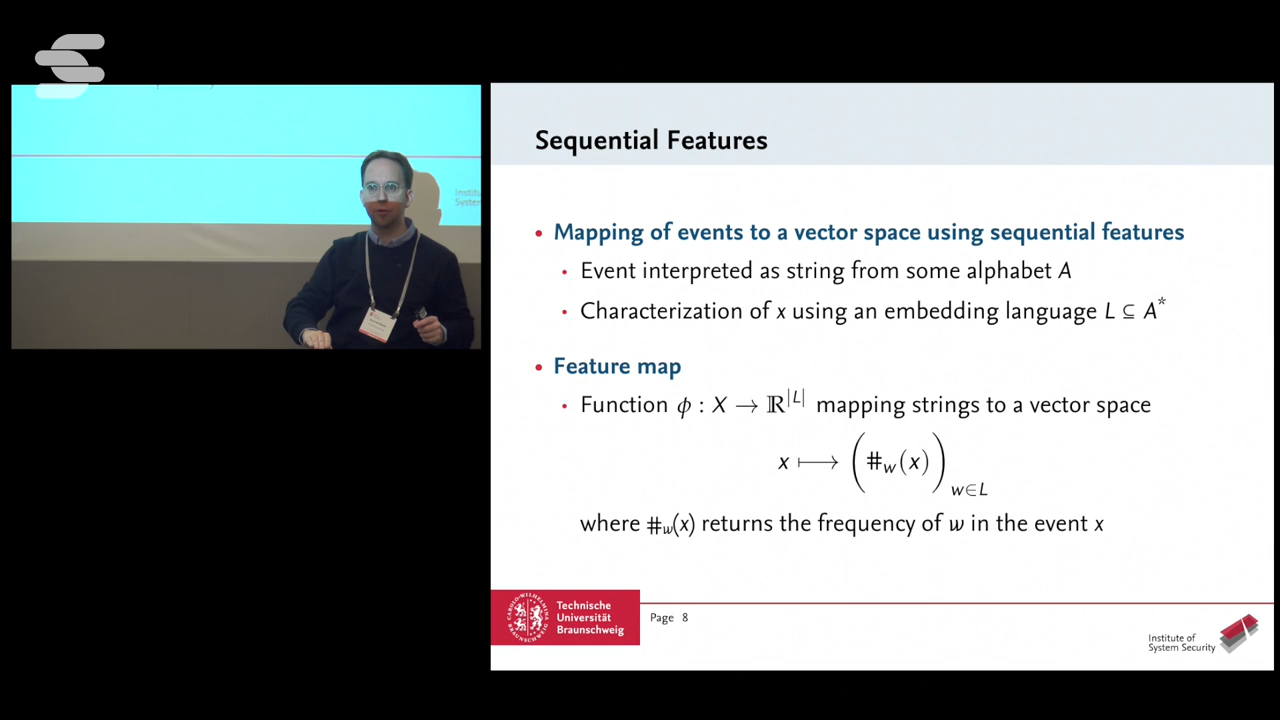 Sequential Features
• Mapping of events to a vector space using sequential features
• Event interpreted as string from some alphabet A
• Characterization of x using an embedding language L ⊆ A*
• Feature map
• Function ϕ : X → ℝ^|L| mapping strings to a vector space
x ⟼ (#w(x)) w∈L
where #w(x) returns the frequency of w in the event x
Technische
Universität
Braunschweig
Page 8
Institute of
System Security